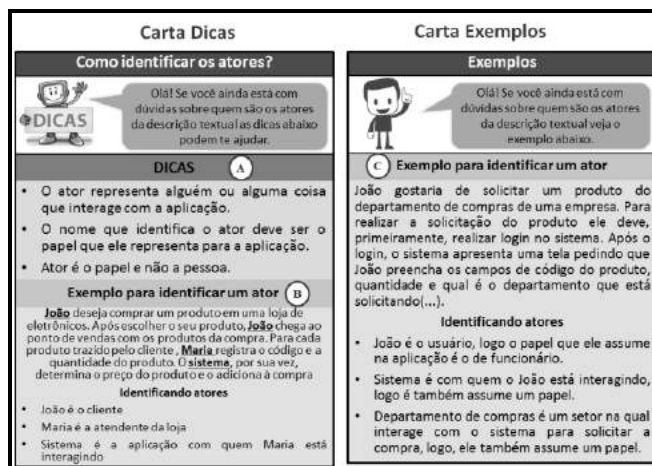 Carta Dicas
Como identificar os atores?
DICAS
Olá! Se você ainda está com
dúvidas sobre quem são os atores
da descrição textual as dicas abaixo
podem te ajudar.
DICAS
A
• O ator representa alguém ou alguma coisa
que interage com a aplicação.
• O nome que identifica o ator deve ser o
papel que ele representa para a aplicação.
• Ator é o papel e não a pessoa.
Exemplo para identificar um ator
B
João deseja comprar um produto em uma loja de
eletrônicos. Após escolher o seu produto, João chega ao
ponto de vendas com os produtos da compra. Para cada
produto trazido pelo cliente, Maria registra o código e a
quantidade do produto. O sistema, por sua vez,
determina o preço do produto e o adiciona à compra
Identificando atores
• João é o cliente
• Maria é a atendente da loja
• Sistema é a aplicação com quem Maria está
interagindo
Carta Exemplos
Exemplos
Olá! Se você ainda está com
dúvidas sobre quem são os atores
da descrição textual veja o
exemplo abaixo.
C
Exemplo para identificar um ator
João gostaria de solicitar um produto do
departamento de compras de uma empresa. Para
realizar a solicitação do produto ele deve,
primeiramente, realizar login no sistema. Após o
login, o sistema apresenta uma tela pedindo que
João preencha os campos de código do produto,
quantidade e qual é o departamento que está
solicitando(...).
Identificando atores
• João é o usuário, logo o papel que ele assume
na aplicação é o de funcionário.
• Sistema é com quem o João está interagindo,
logo é também assume um papel.
• Departamento de compras é um setor na qual
interage com o sistema para solicitar a
compra, logo, ele também assume um papel.